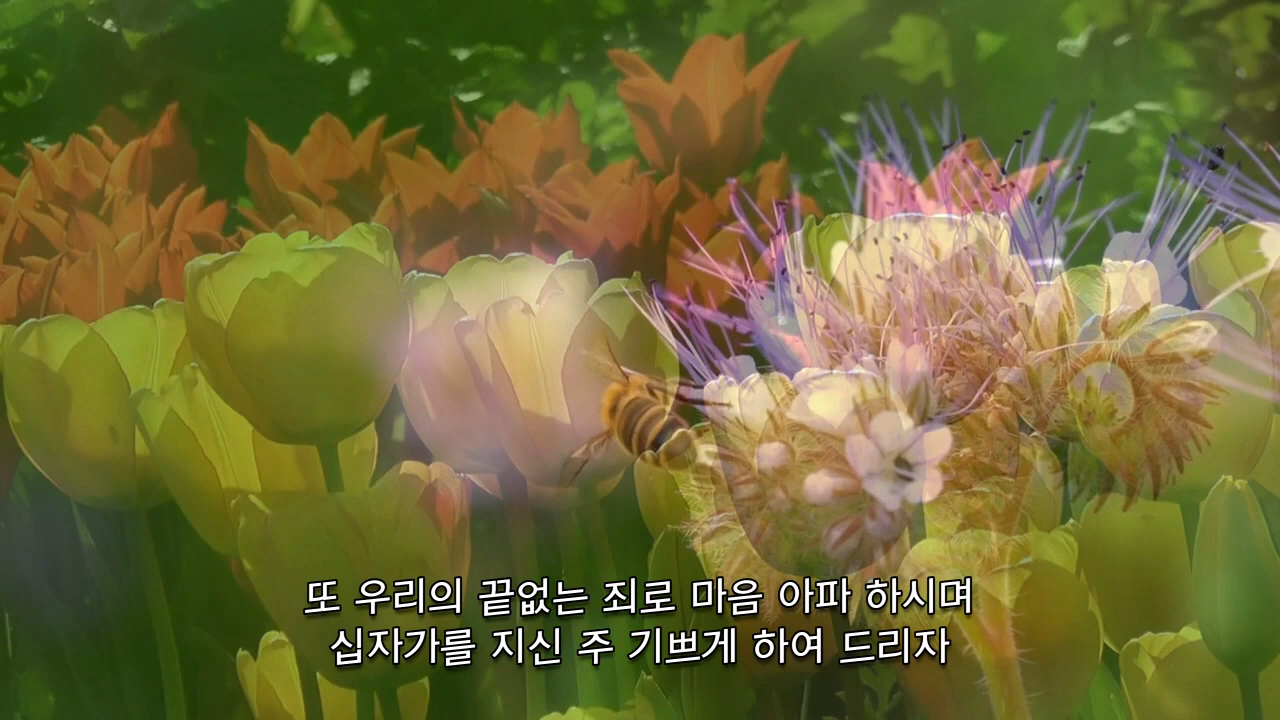 또 우리의 끝없는 죄로 마음 아파 하시며
십자가를 지신 주 기쁘게 하여 드리자